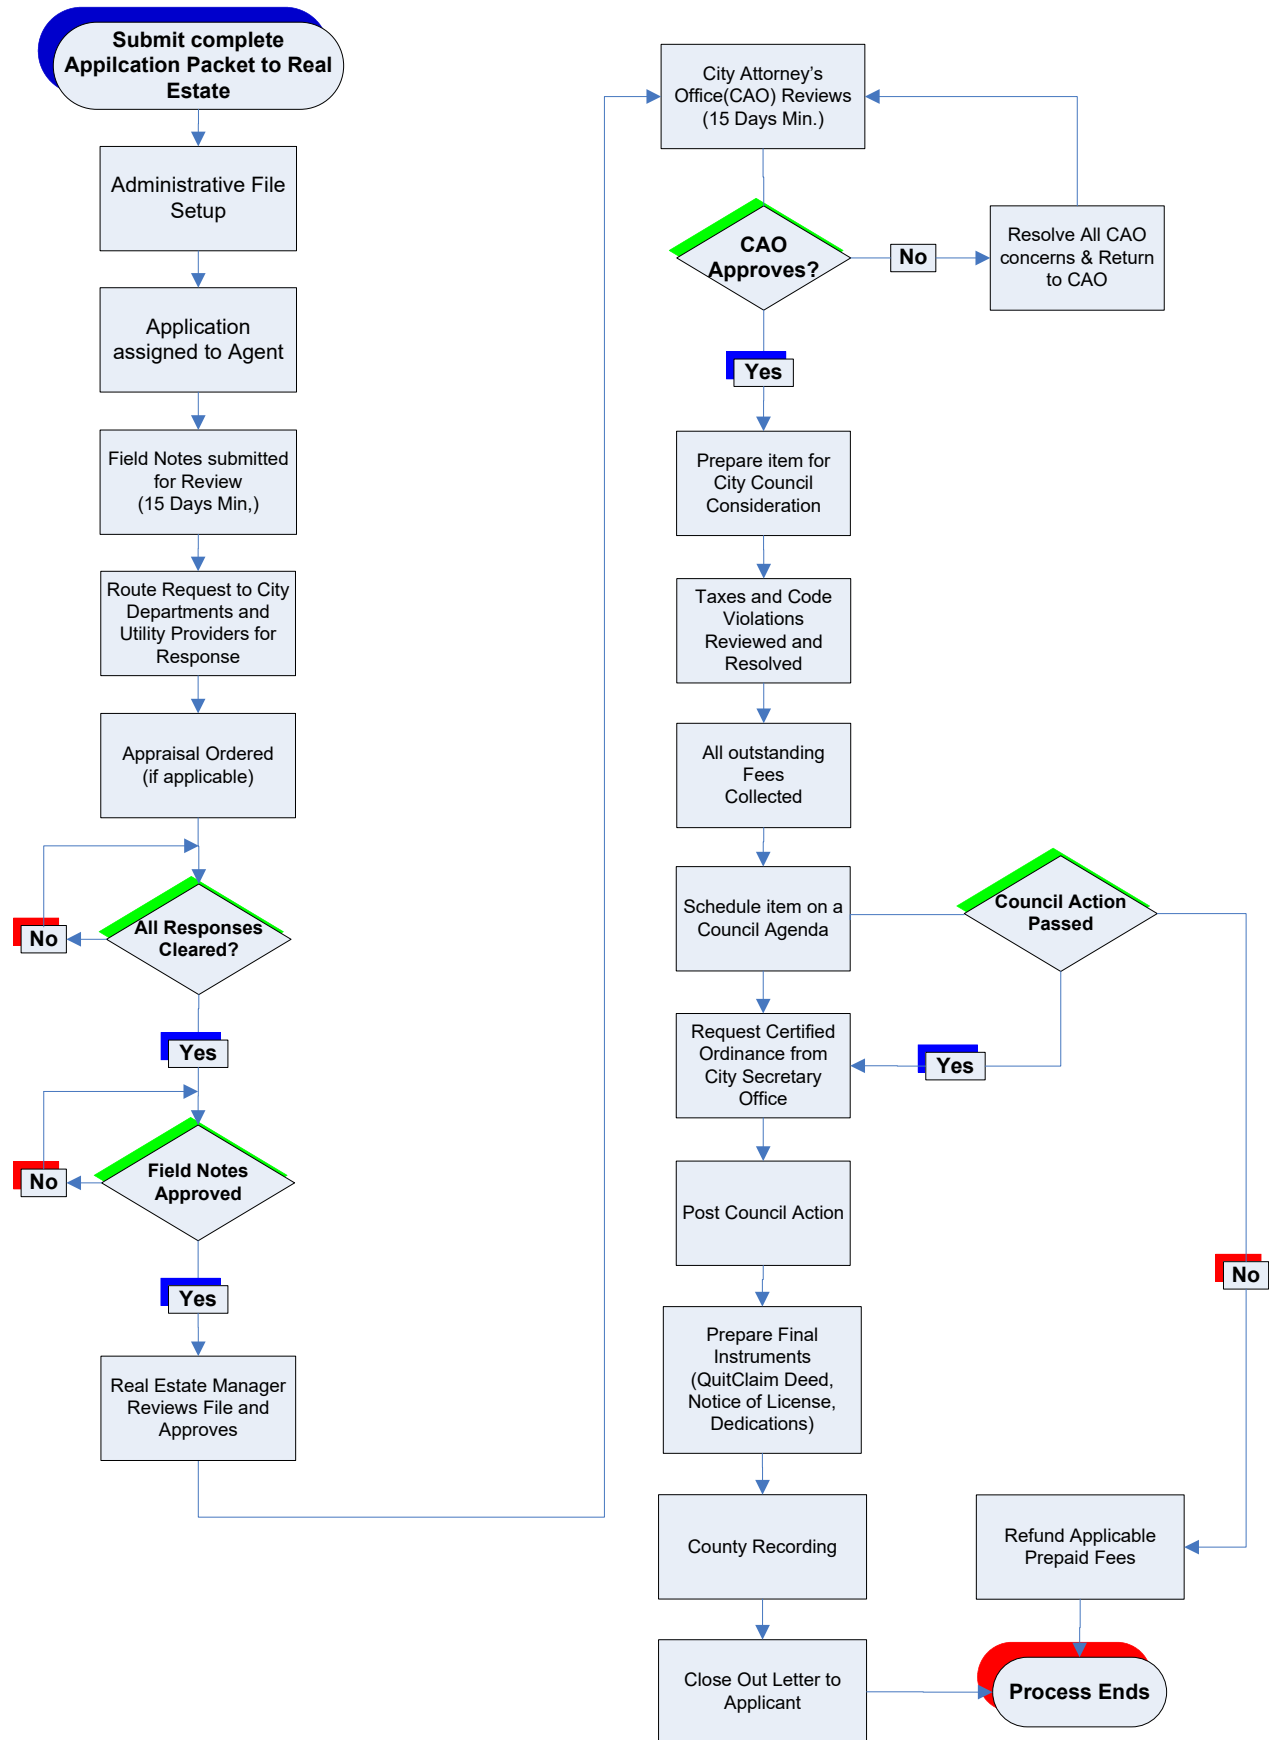 Submit complete
Appilcation Packet to Real
Estate
Administrative File
Setup
Application
assigned to Agent
Field Notes submitted
for Review
(15 Days Min,)
Route Request to City
Departments and
Utility Providers for
Response
Appraisal Ordered
(if applicable)
All Responses
Cleared?
No
Yes
Field Notes
Approved
No
Yes
Real Estate Manager
Reviews File and
Approves
City Attorney's
Office(CAO) Reviews
(15 Days Min.)
CAO
Approves?
No
Resolve All CAO
concerns & Return
to CAO
Yes
Prepare item for
City Council
Consideration
Taxes and Code
Violations
Reviewed and
Resolved
All outstanding
Fees
Collected
Schedule item on a
Council Agenda
Council Action
Passed
Request Certified
Ordinance from
City Secretary
Office
Yes
Post Council Action
No
Prepare Final
Instruments
(QuitClaim Deed,
Notice of License,
Dedications)
County Recording
Refund Applicable
Prepaid Fees
Close Out Letter to
Applicant
Process Ends